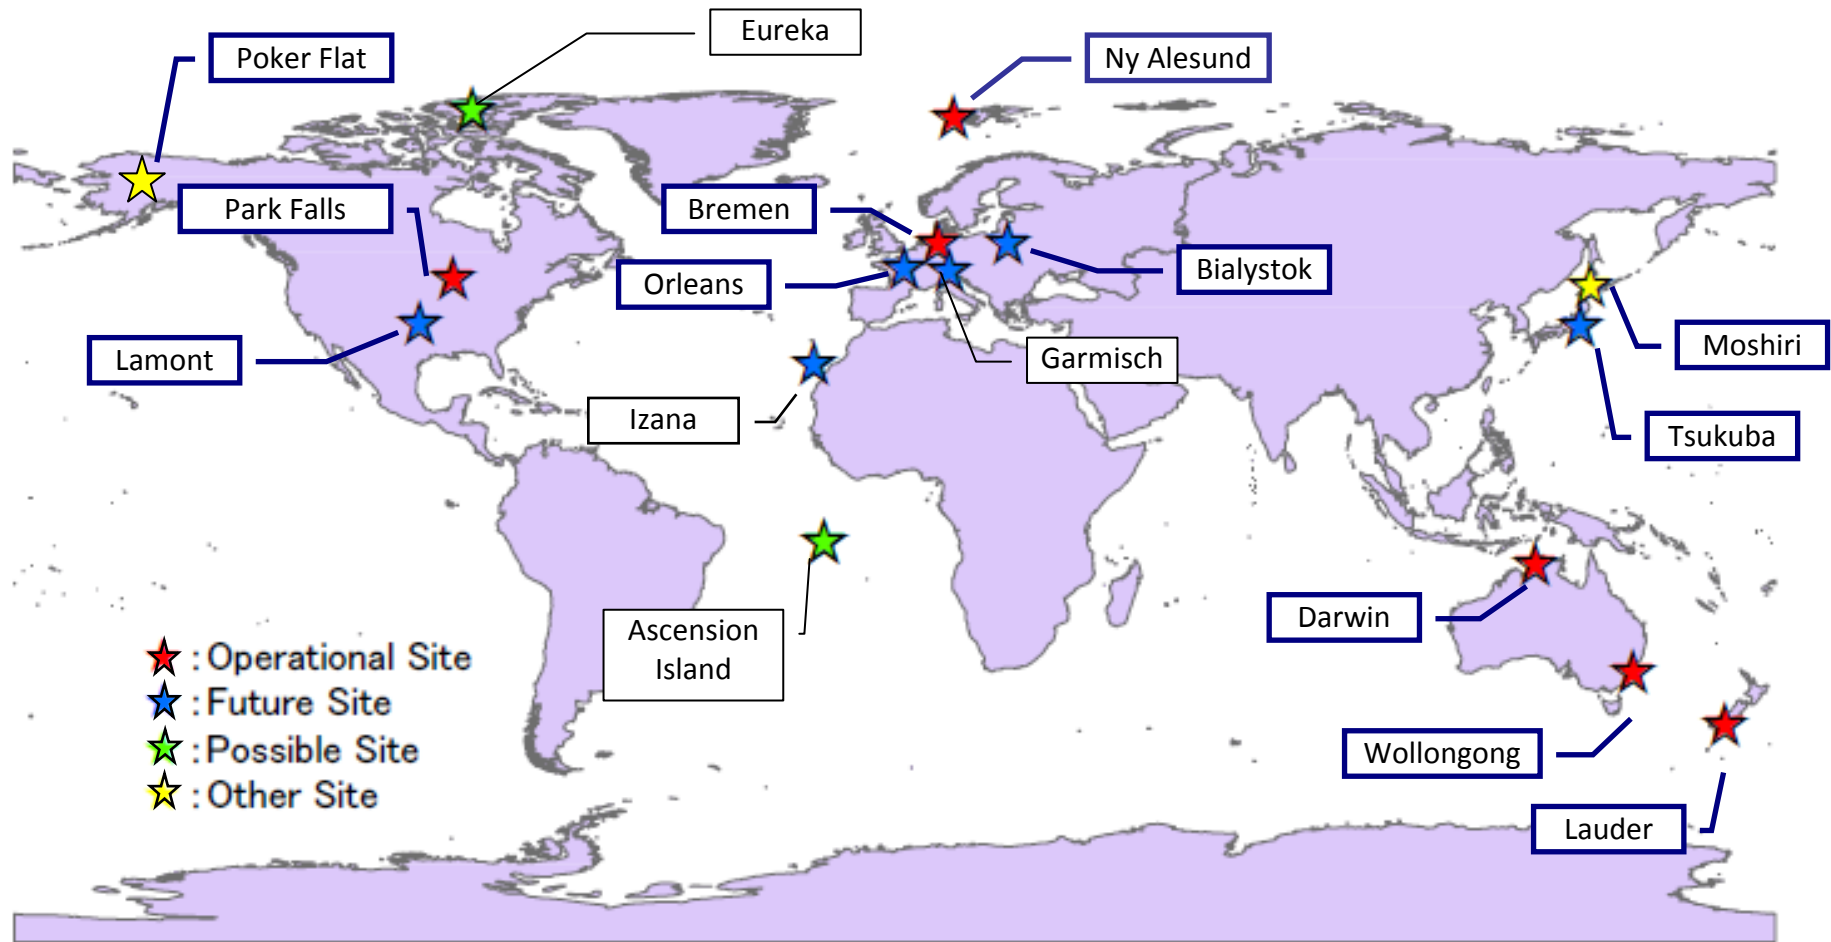 Eureka
Poker Flat
Ny Alesund
Park Falls
Bremen
Orleans
Bialystok
Lamont
Garmisch
Moshiri
Izana
Tsukuba
Ascension
Island
Darwin
: Operational Site
: Future Site
: Possible Site
: Other Site
Wollongong
Lauder